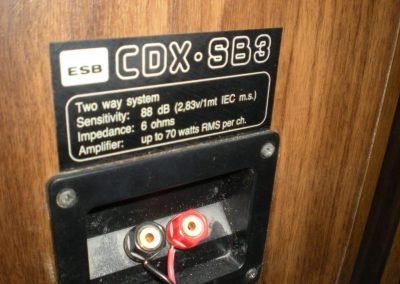 ESB CDX·SB3
Two way system
Sensitivity: 88 dB (2,83v/1mt IEC m.s.)
Impedance: 6 ohms
Amplifier: up to 70 watts RMS per ch.